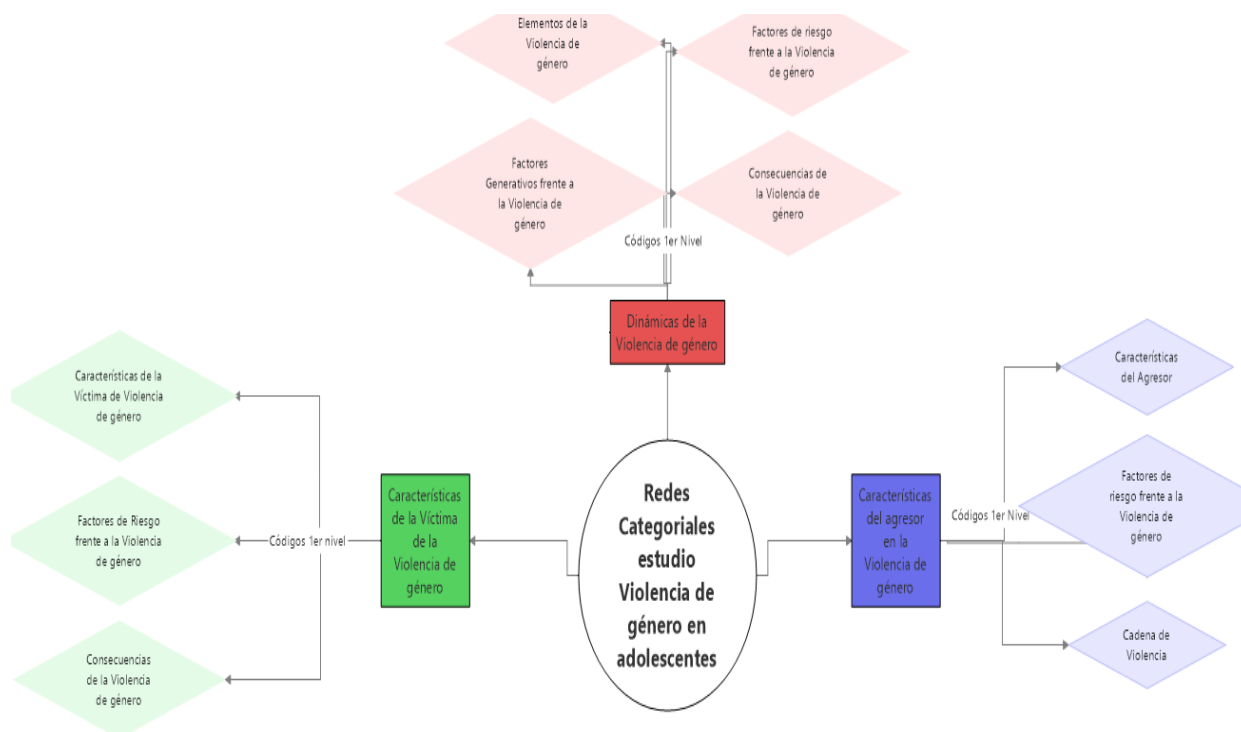 Elementos de la
Violencia de
género
Factores de riesgo
frente a la Violencia
de género
Factores
Generativos frente a
la Violencia de
género
Consecuencias de
la Violencia de
género
Códigos 1er Nivel
Dinámicas de la
Violencia de género
Características de la
Víctima de Violencia
de género
Factores de Riesgo
frente a la Violencia
de género
Consecuencias
de la Violencia
de género
Códigos 1er nivel
Características
de la Víctima
de la
Violencia de
género
Redes
Categoriales
estudio
Violencia de
género en
adolescentes
Características
del agresor
en la
Violencia de
género
Códigos 1er Nivel
Características
del Agresor
Factores de
riesgo frente a la
Violencia de
género
Cadena de
Violencia